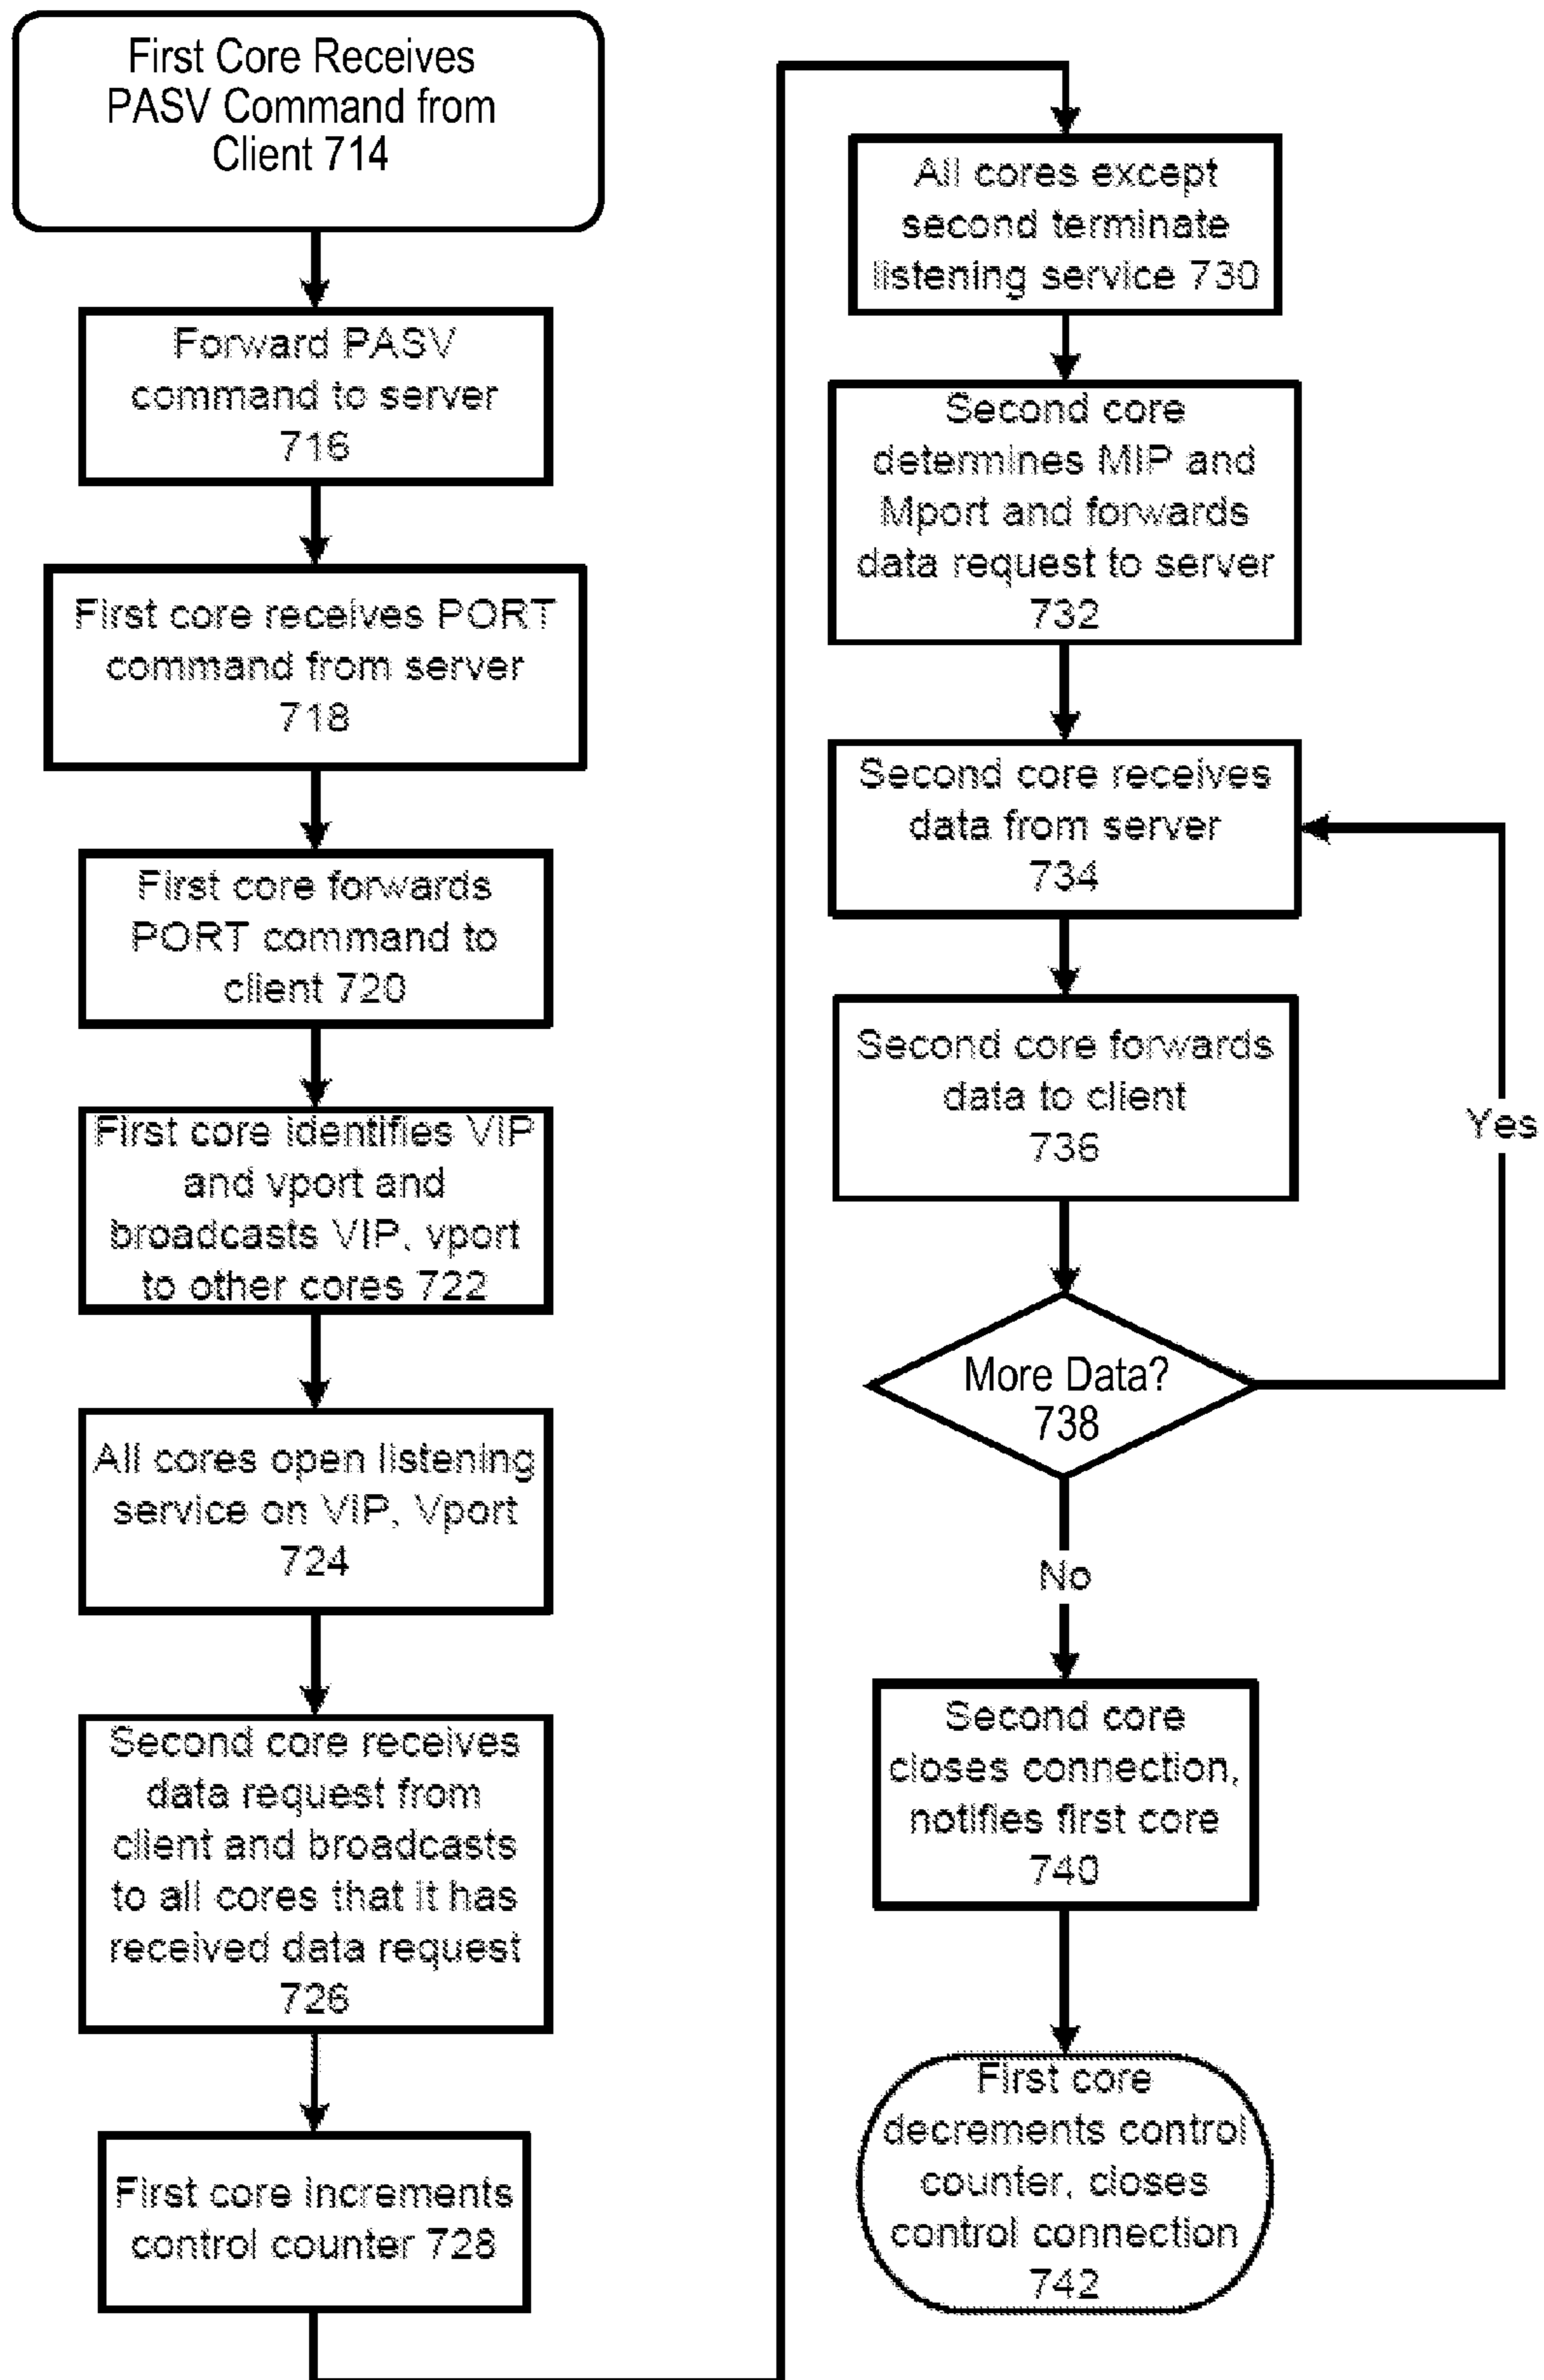 First Core Receives
PASV Command from
Client 714
Forward PASV
command to server
716
First core receives PORT
command from server
718
First core forwards
PORT command to
client 720
First core identifies VIP
and vport and
broadcasts VIP, vport
to other cores 722
All cores open listening
service on VIP, Vport
724
Second core receives
data request from
client and broadcasts
to all cores that it has
received data request
726
First core increments
control counter 728
All cores except
second terminate
listening service 730
Second core
determines MIP and
Mport and forwards
data request to server
732
Second core receives
data from server
734
Second core forwards
data to client
736
Yes
More Data?
738
No
Second core
closes connection,
notifies first core
740
First core
decrements control
counter, closes
control connection
742